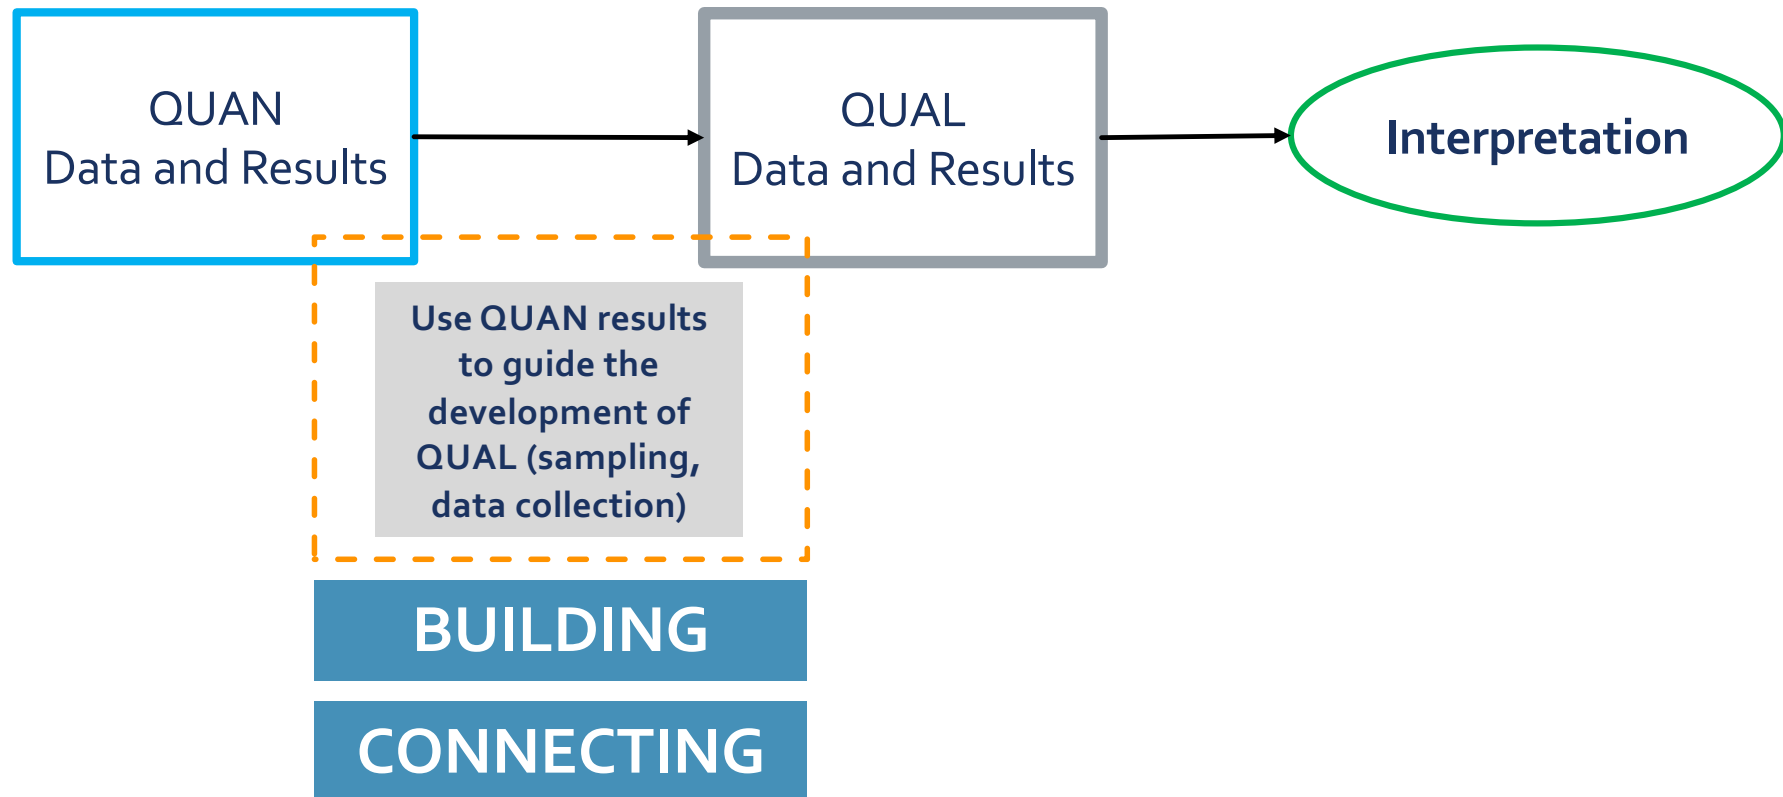 QUAN
Data and Results
QUAL
Data and Results
Interpretation
Use QUAN results
to guide the
development of
QUAL (sampling,
data collection)
BUILDING
CONNECTING